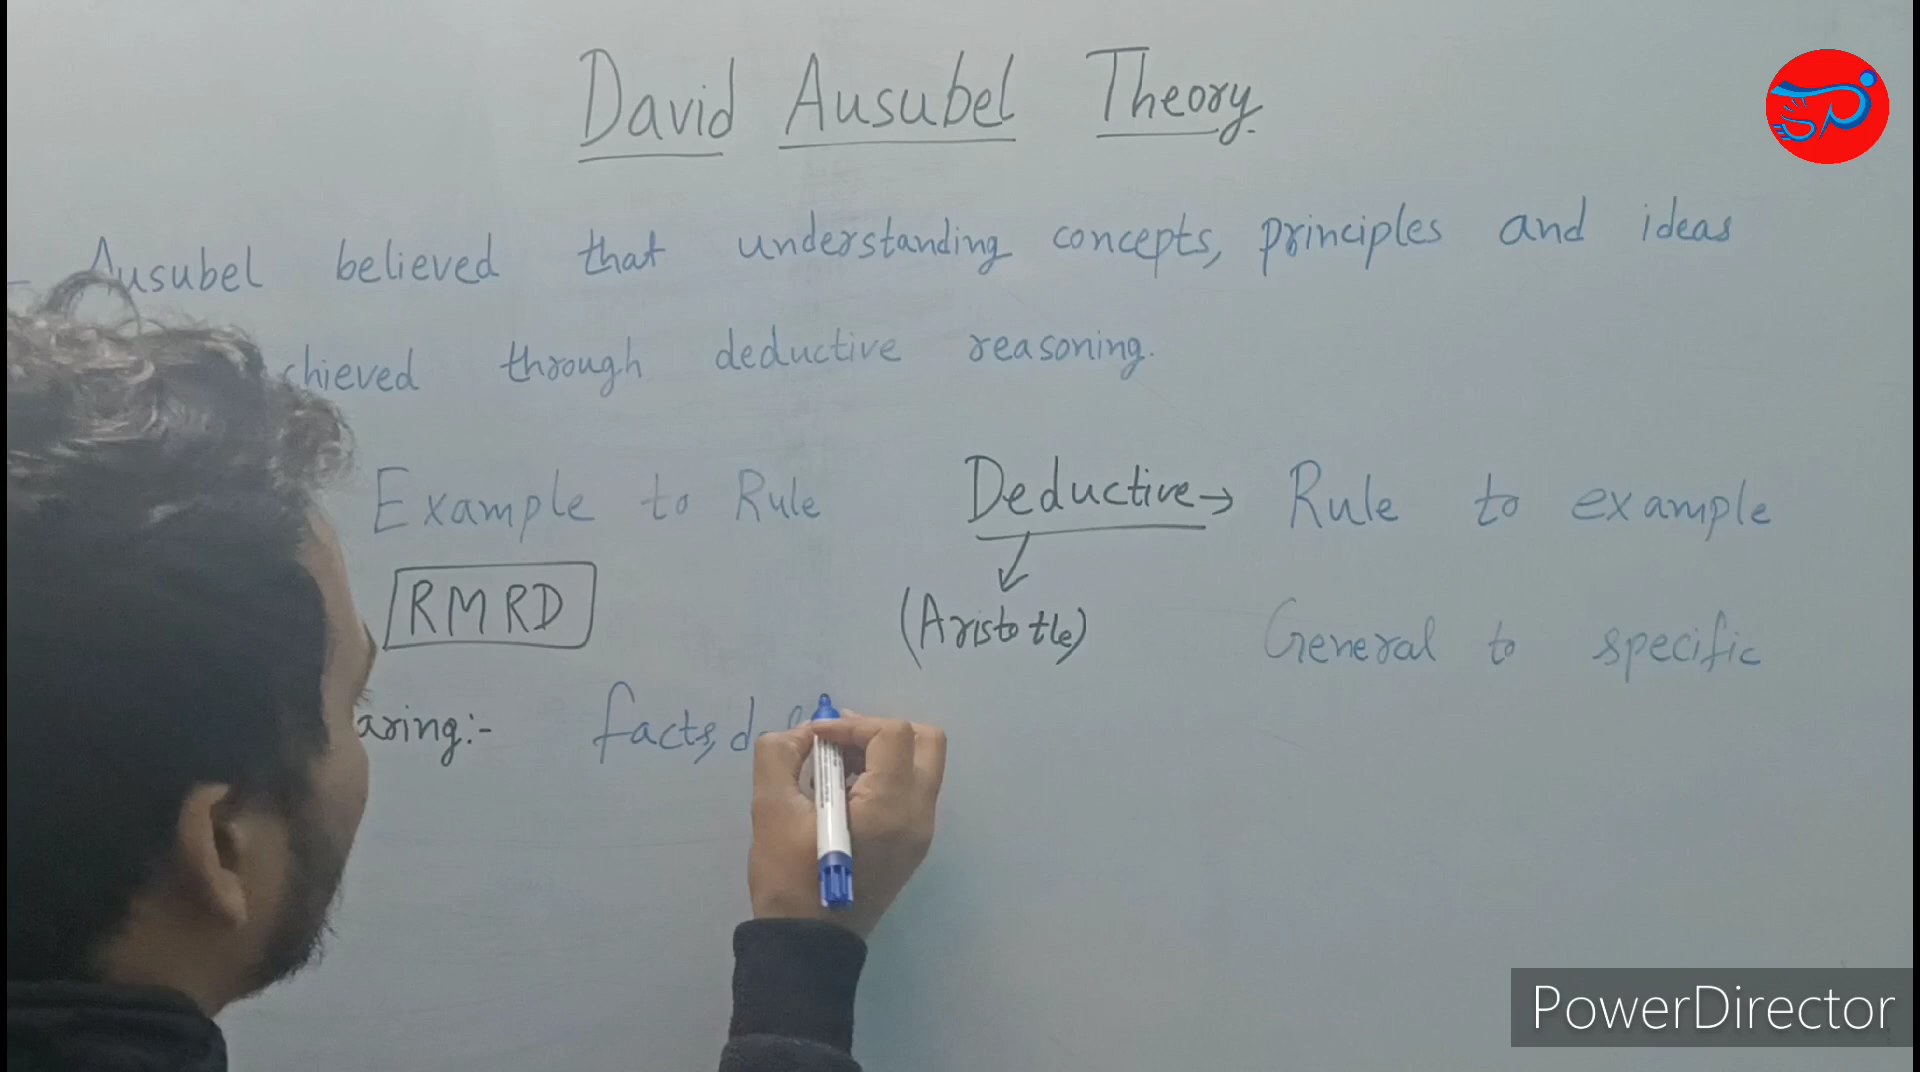 David Ausubel Theory
- Ausubel believed that understanding concepts, principles and ideas
chieved through deductive reasoning.
Example to Rule Deductive → Rule to example
RMRD (Aristotle) General to specific
aring:- facts,
PowerDirector